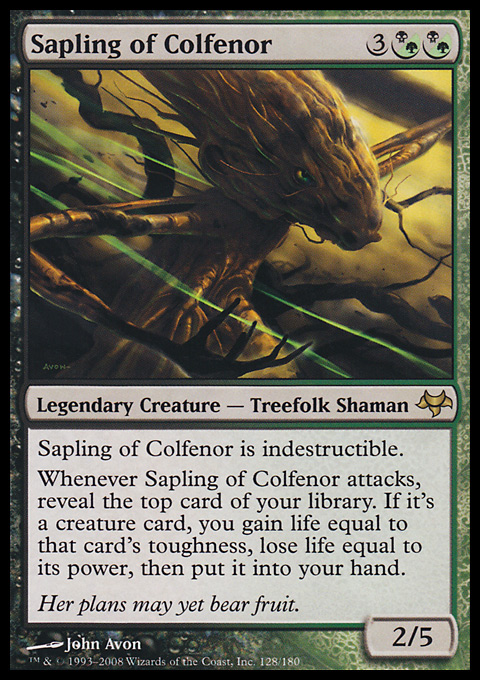 Sapling of Colfenor 3
AVON
Legendary Creature — Treefolk Shaman
Sapling of Colfenor is indestructible.
Whenever Sapling of Colfenor attacks,
reveal the top card of your library. If it's
a creature card, you gain life equal to
that card's toughness, lose life equal to
its power, then put it into your hand.
Her plans may yet bear fruit.
John Avon
2/5
™ & © 1993–2008 Wizards of the Coast, Inc. 128/180